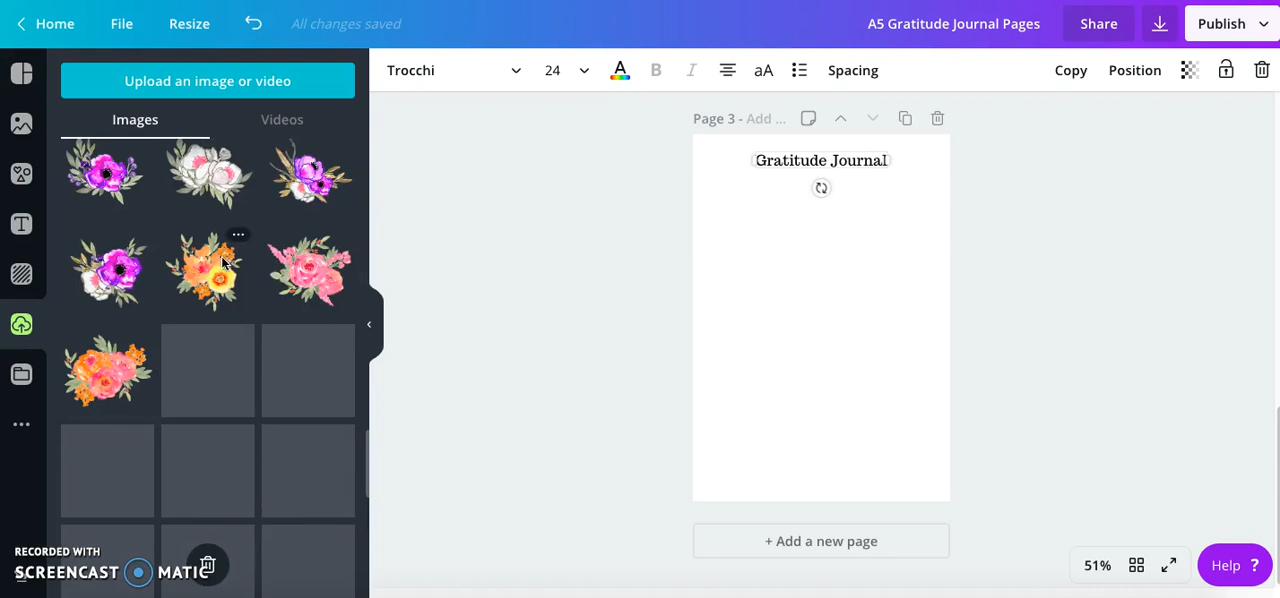 Home File Resize All changes saved A5 Gratitude Journal Pages Share Publish
Upload an image or video
Images Videos
Trocchi 24 A B I aA Spacing Copy Position
Page 3 - Add ...
Gratitude Journal
+ Add a new page
RECORDED WITH
SCREENCAST MATIC
51% Help ?